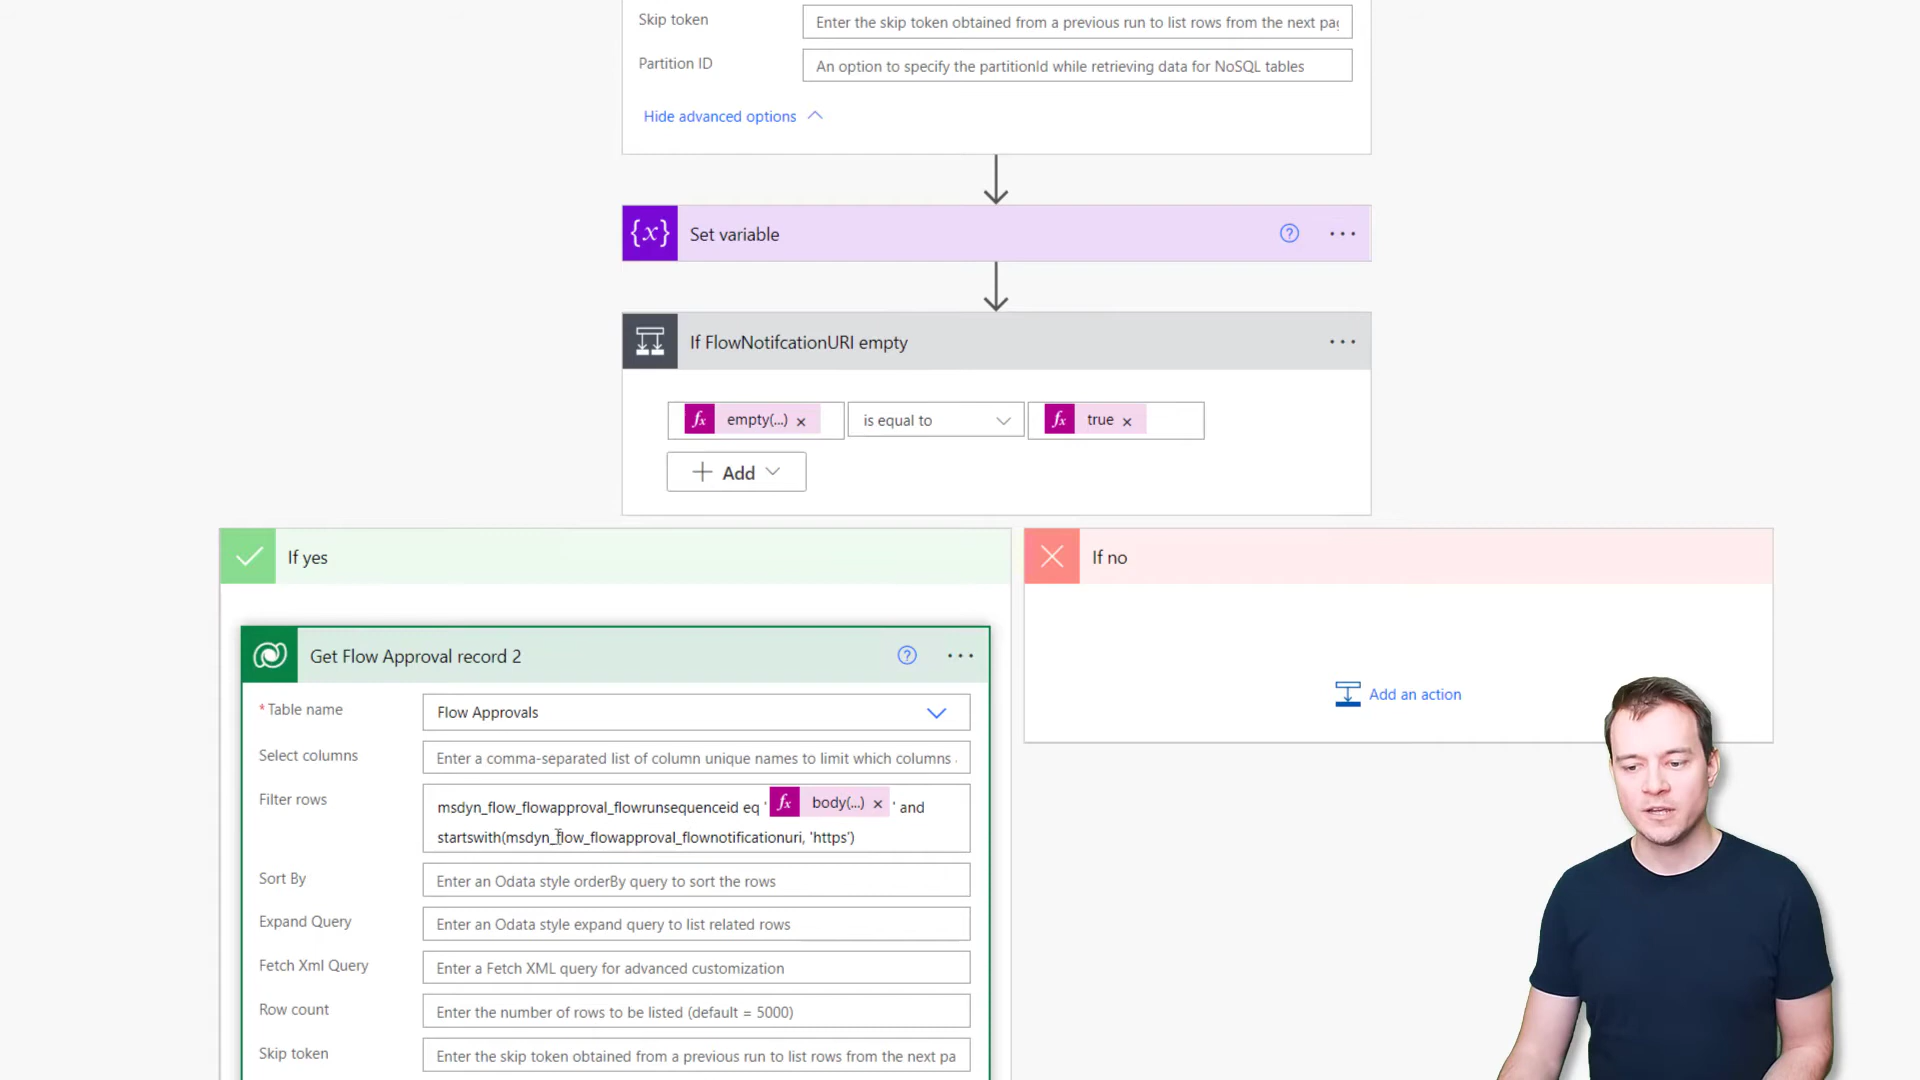 Skip token
Enter the skip token obtained from a previous run to list rows from the next pag
Partition ID
An option to specify the partitionId while retrieving data for NoSQL tables
Hide advanced options
{x} Set variable
If FlowNotifcationURI empty
fx empty(...) ×
is equal to
fx true ×
Add
If yes
If no
Get Flow Approval record 2
Add an action
* Table name
Flow Approvals
Select columns
Enter a comma-separated list of column unique names to limit which columns
Filter rows
msdyn_flow_flowapproval_flowrunsequenceid eq ' fx body(...) × ' and
startswith(msdyn_flow_flowapproval_flownotificationuri, 'https')
Sort By
Enter an Odata style orderBy query to sort the rows
Expand Query
Enter an Odata style expand query to list related rows
Fetch Xml Query
Enter a Fetch XML query for advanced customization
Row count
Enter the number of rows to be listed (default = 5000)
Skip token
Enter the skip token obtained from a previous run to list rows from the next pa